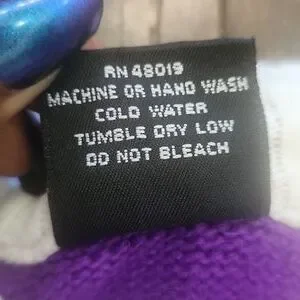 RN 48019
MACHINE OR HAND WASH
COLD WATER
TUMBLE DRY LOW
DO NOT BLEACH